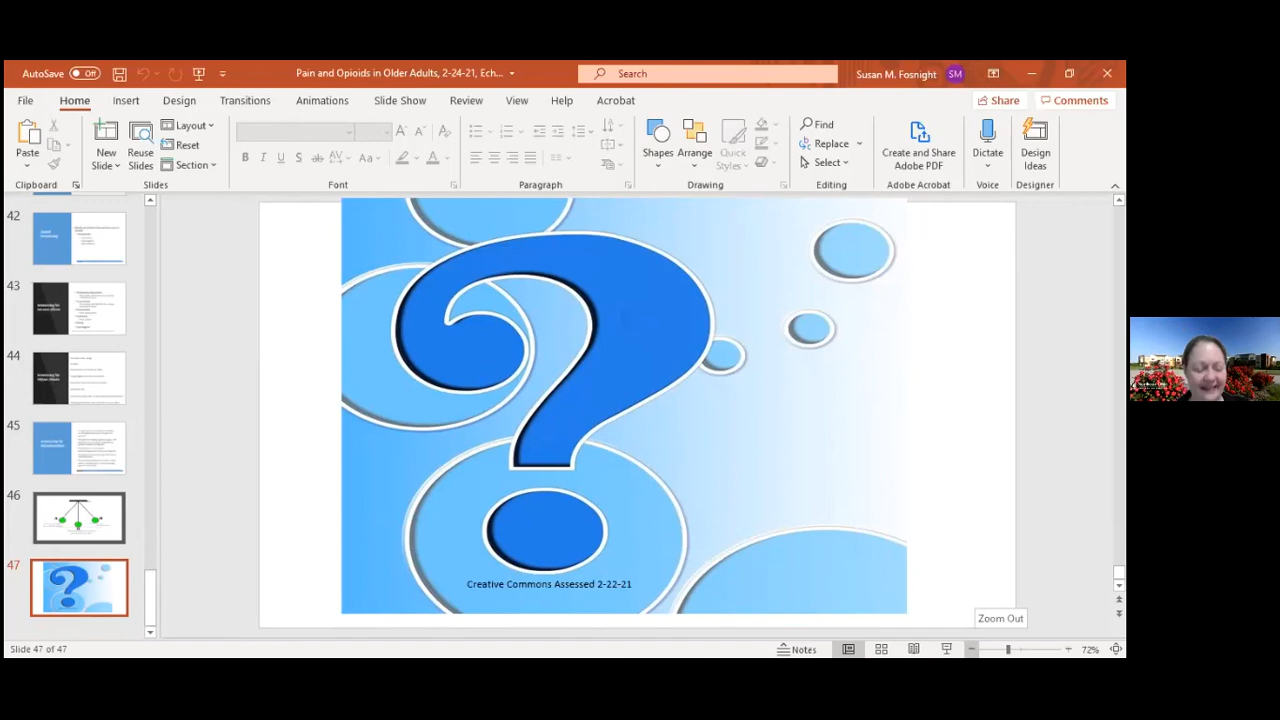 AutoSave Off
Pain and Opioids in Older Adults, 2-24-21, Ech...
Search
Susan M. Fosnight SM
File Home Insert Design Transitions Animations Slide Show Review View Help Acrobat
Share Comments
Paste
New Slide
Reuse Slides
Layout
Reset
Section
B I U S ab AV Aa A
A A A
Shapes
Arrange
Quick Styles
Find
Replace
Select
Create and Share Adobe PDF
Dictate
Design Ideas
Clipboard Slides Font Paragraph Drawing Editing Adobe Acrobat Voice Designer
42
43
44
45
46
47
?
Creative Commons Assessed 2-22-21
Zoom Out
Slide 47 of 47
Notes
72%